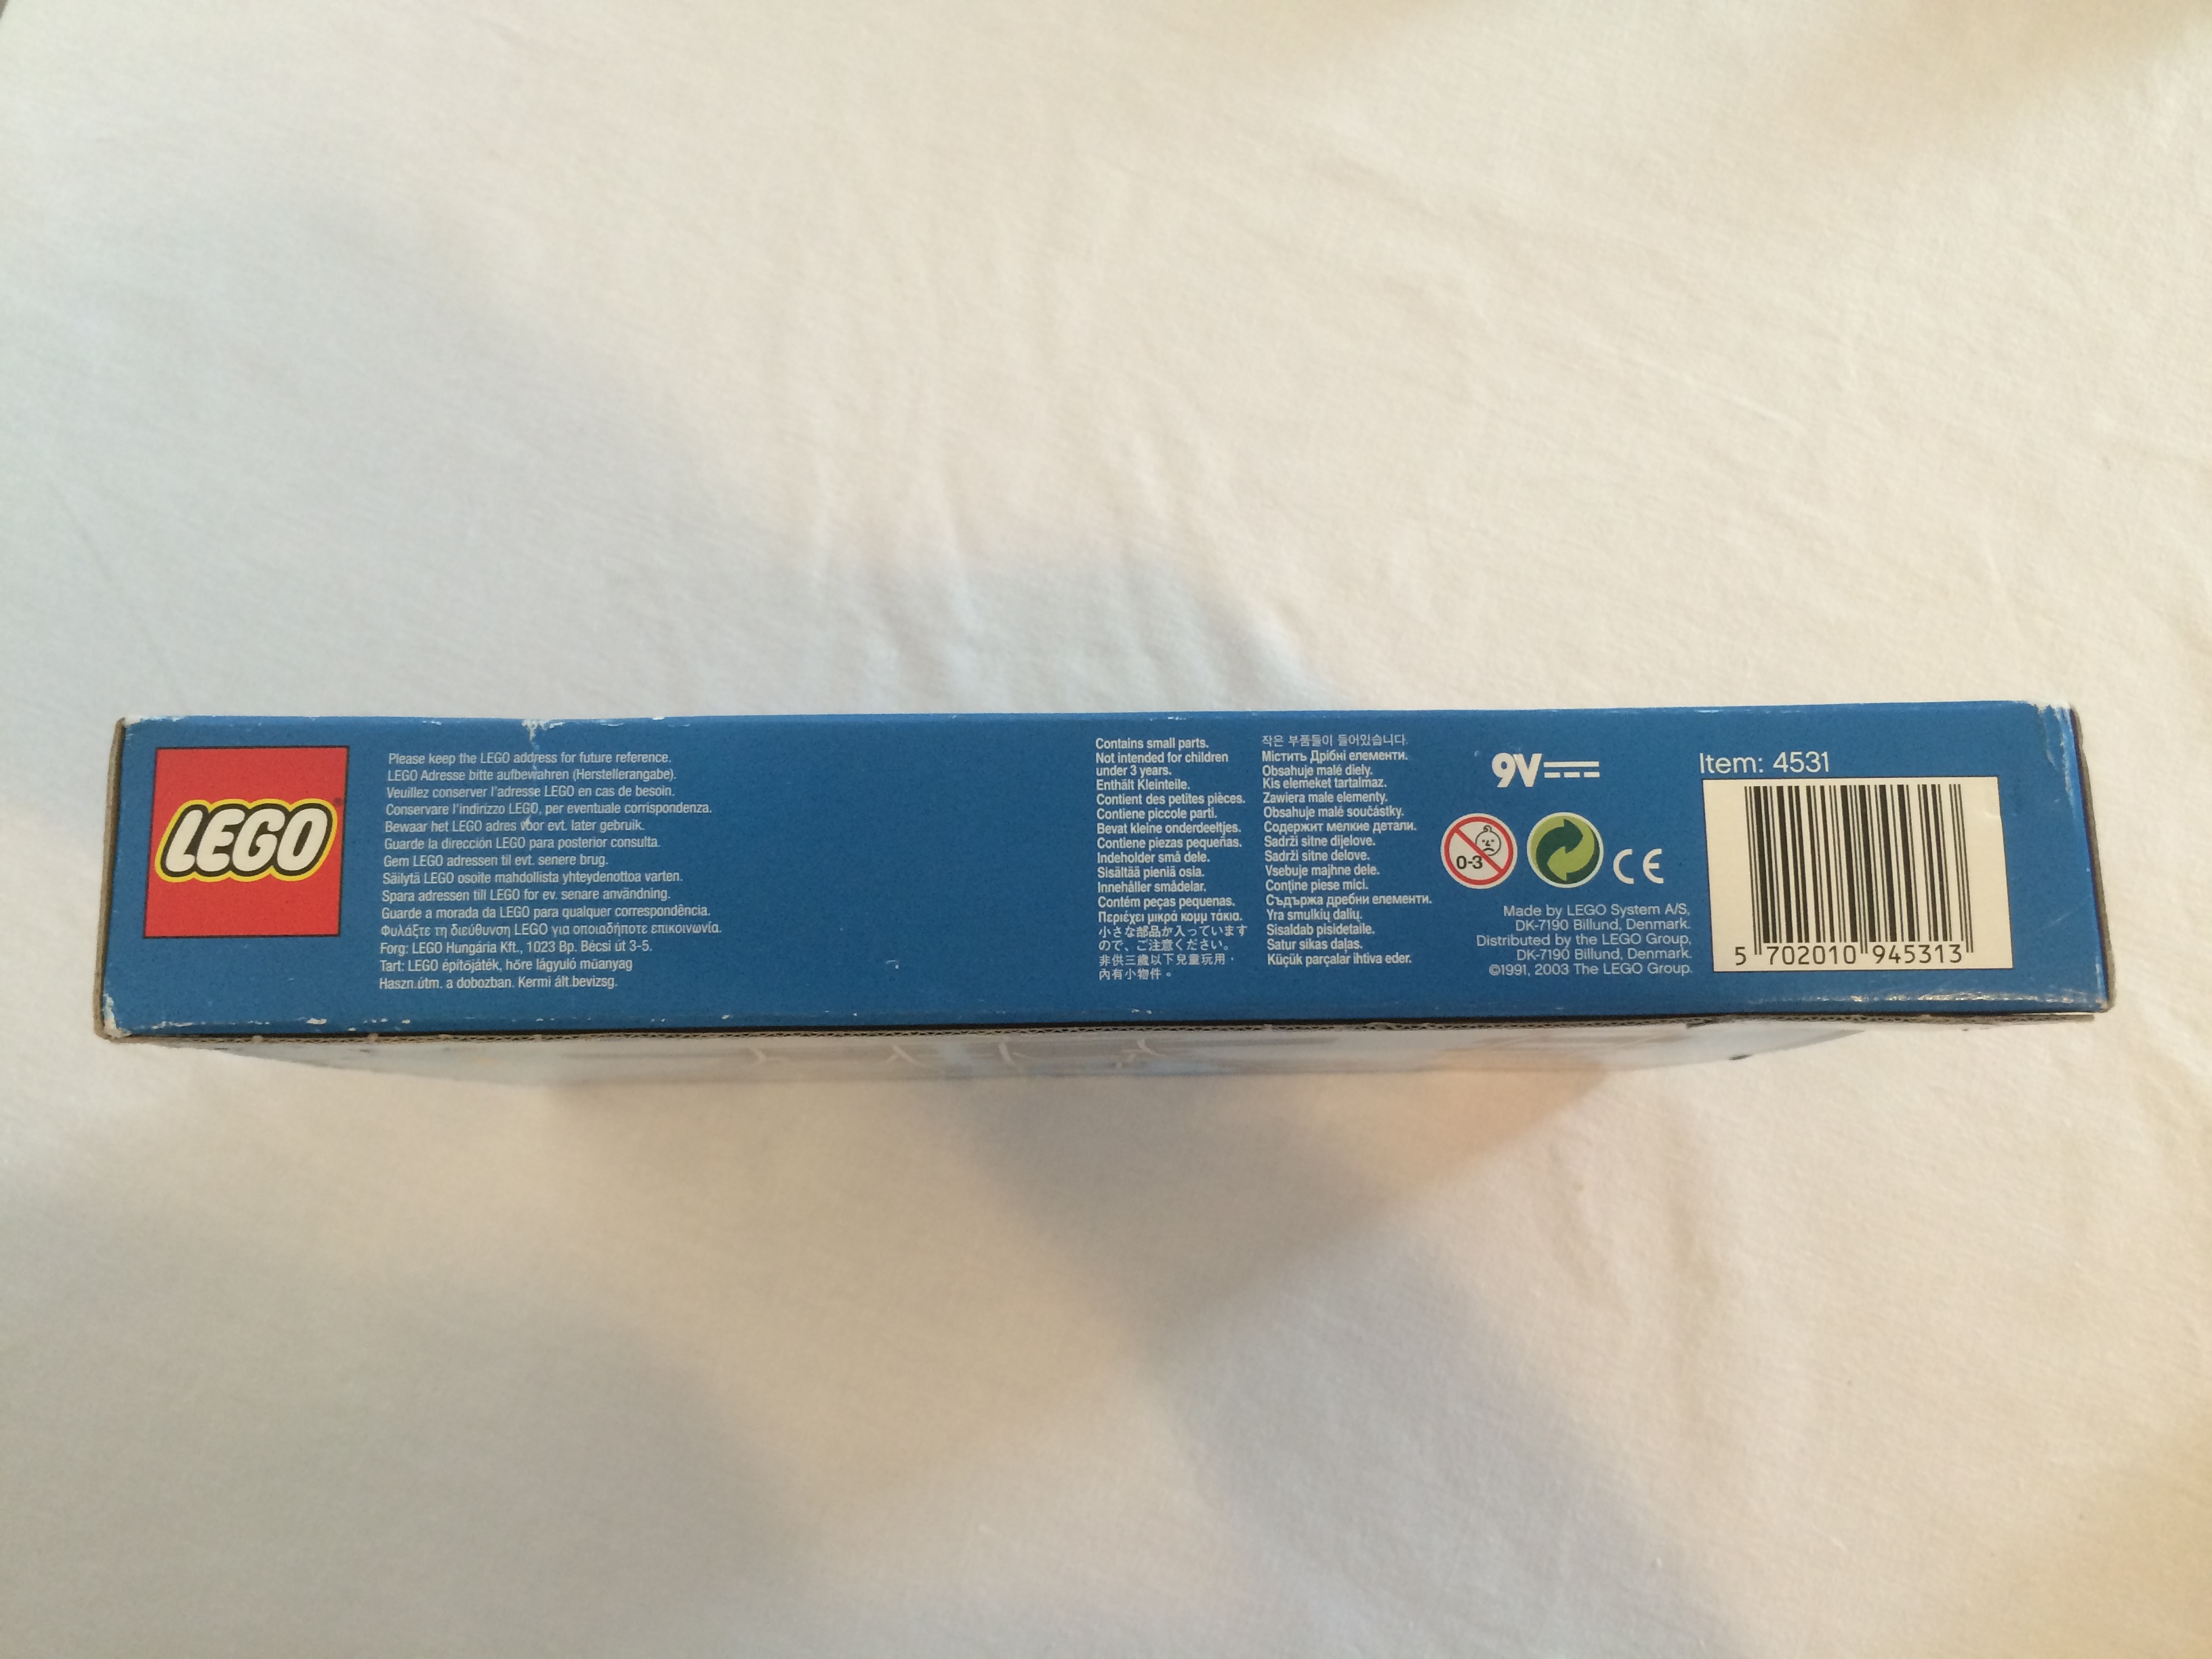 LEGO
Please keep the LEGO address for future reference.
LEGO Adresse bitte aufbewahren (Herstellerangabe).
Veuillez conserver l'adresse LEGO en cas de besoin.
Conservare l'indirizzo LEGO, per eventuale corrispondenza.
Bewaar het LEGO adres voor evt. later gebruik.
Guarde la dirección LEGO para posterior consulta.
Gem LEGO adressen til evt. senere brug.
Säilytä LEGO osoite mahdollista yhteydenottoa varten.
Spara adressen till LEGO for ev. senare användning.
Guarde a morada da LEGO para qualquer correspondência.
Φυλάξτε τη διεύθυνση LEGO για οποιαδήποτε επικοινωνία.
Forg: LEGO Hungária Kft., 1023 Bp. Bécsi út 3-5.
Tart: LEGO építőjáték, hőre lágyuló műanyag
Haszn.útm. a dobozban. Kermi ált.bevizsg.
Contains small parts.
Not intended for children
under 3 years.
Enthält Kleinteile.
Contient des petites pièces.
Contiene piccole parti.
Bevat kleine onderdeeltjes.
Contiene piezas pequeñas.
Indeholder små dele.
Sisältää pieniä osia.
Innehåller smådelar.
Contém peças pequenas.
Περιέχει μικρά κομμ τάκια.
小さな部品が入っています
ので、ご注意ください。
非供三歲以下兒童玩用，
內有小物件。
작은 부품들이 들어있습니다.
Містить Дрібні елементи.
Obsahuje malé diely.
Kis elemeket tartalmaz.
Zawiera małe elementy.
Obsahuje malé součástky.
Содержит мелкие детали.
Sadrži sitne dijelove.
Sadrži sitne delove.
Vsebuje majhne dele.
Conţine piese mici.
Съдържа дребни елементи.
Yra smulkių dalių.
Sisaldab pisidetaile.
Satur sīkas daļas.
Küçük parçalar ihtiva eder.
9V
0-3
CE
Made by LEGO System A/S,
DK-7190 Billund, Denmark.
Distributed by the LEGO Group,
DK-7190 Billund, Denmark.
©1991, 2003 The LEGO Group.
Item: 4531
5 702010 945313